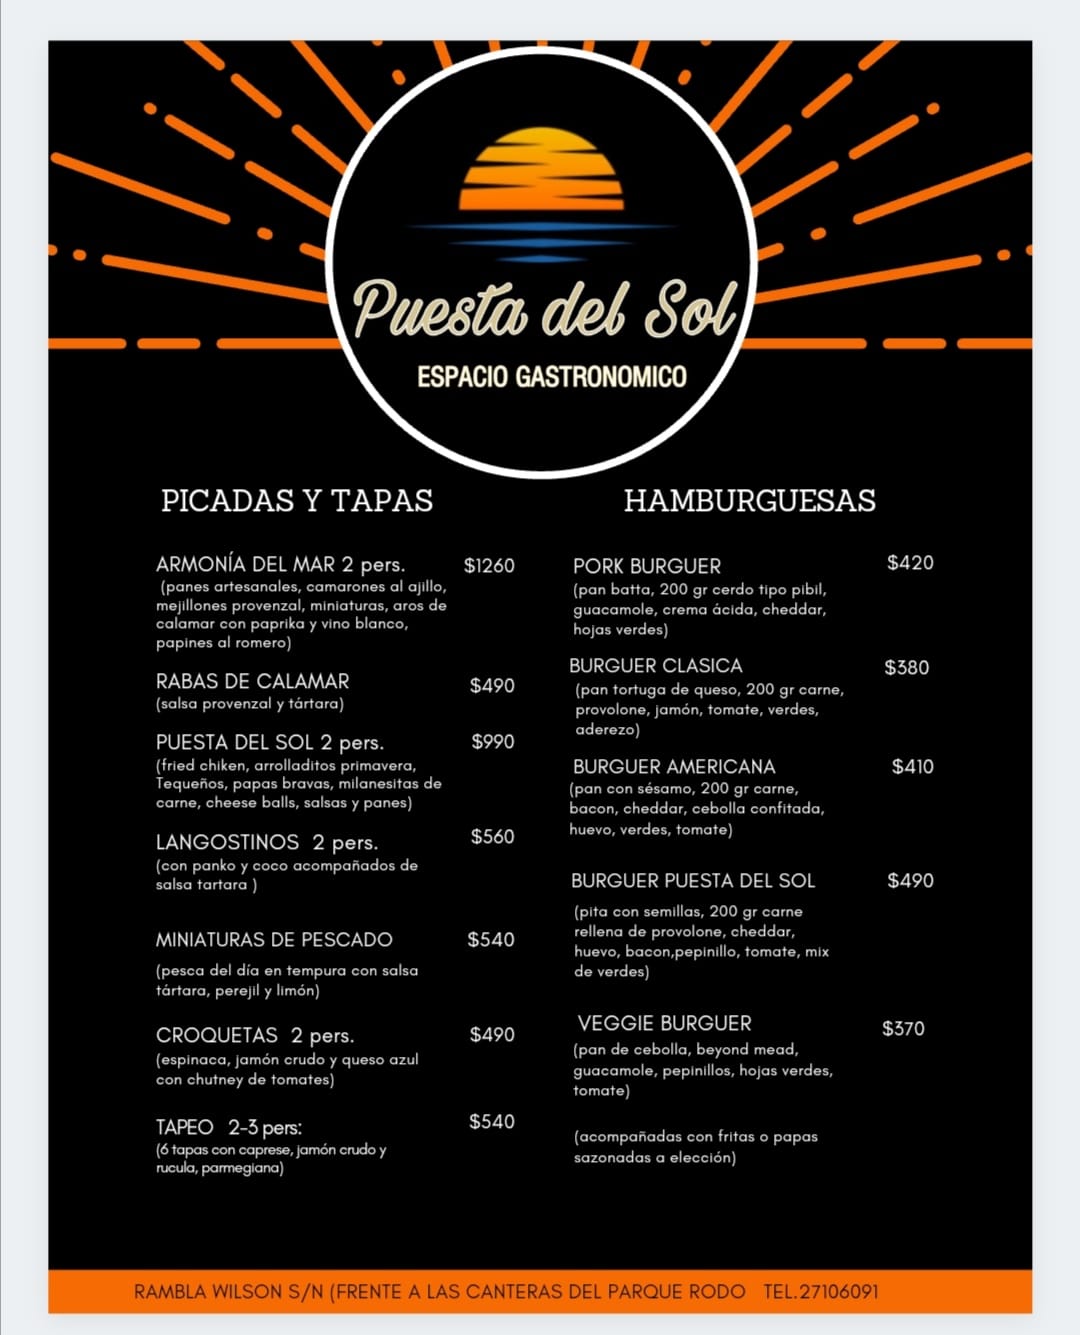 Puesta del Sol
ESPACIO GASTRONOMICO
PICADAS Y TAPAS
ARMONÍA DEL MAR 2 pers. $1260
(panes artesanales, camarones al ajillo,
mejillones provenzal, miniaturas, aros de
calamar con paprika y vino blanco,
papines al romero)
RABAS DE CALAMAR $490
(salsa provenzal y tártara)
PUESTA DEL SOL 2 pers. $990
(fried chiken, arrolladitos primavera,
Tequeños, papas bravas, milanesitas de
carne, cheese balls, salsas y panes)
LANGOSTINOS 2 pers. $560
(con panko y coco acompañados de
salsa tartara )
MINIATURAS DE PESCADO $540
(pesca del día en tempura con salsa
tártara, perejil y limón)
CROQUETAS 2 pers. $490
(espinaca, jamón crudo y queso azul
con chutney de tomates)
TAPEO 2-3 pers: $540
(6 tapas con caprese, jamón crudo y
rucula, parmegiana)
HAMBURGUESAS
PORK BURGUER $420
(pan batta, 200 gr cerdo tipo pibil,
guacamole, crema ácida, cheddar,
hojas verdes)
BURGUER CLASICA $380
(pan tortuga de queso, 200 gr carne,
provolone, jamón, tomate, verdes,
aderezo)
BURGUER AMERICANA $410
(pan con sésamo, 200 gr carne,
bacon, cheddar, cebolla confitada,
huevo, verdes, tomate)
BURGUER PUESTA DEL SOL $490
(pita con semillas, 200 gr carne
rellena de provolone, cheddar,
huevo, bacon,pepinillo, tomate, mix
de verdes)
VEGGIE BURGUER $370
(pan de cebolla, beyond mead,
guacamole, pepinillos, hojas verdes,
tomate)
(acompañadas con fritas o papas
sazonadas a elección)
RAMBLA WILSON S/N (FRENTE A LAS CANTERAS DEL PARQUE RODO TEL.27106091